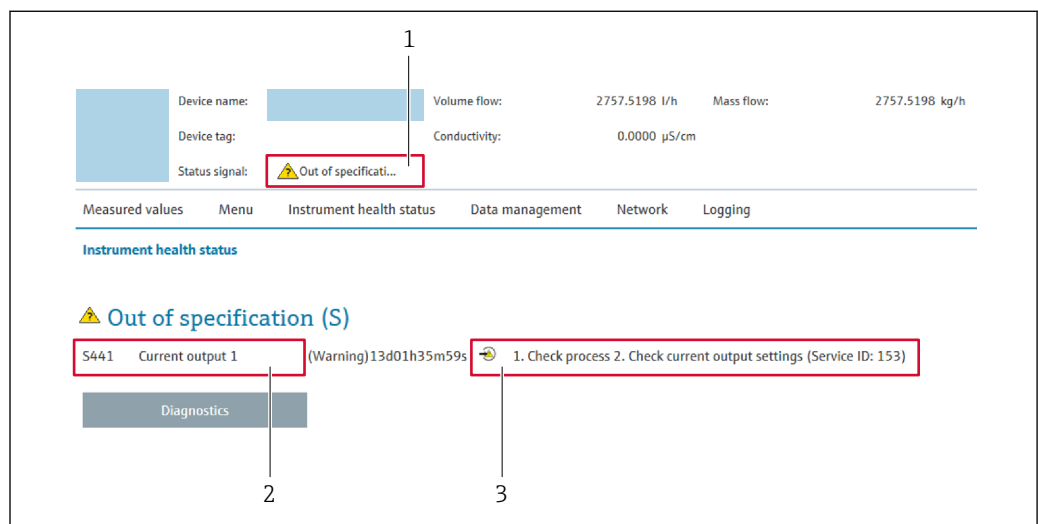 1
Device name: Volume flow: 2757.5198 l/h Mass flow: 2757.5198 kg/h
Device tag: Conductivity: 0.0000 µS/cm
Status signal: Out of specificati...
Measured values Menu Instrument health status Data management Network Logging
Instrument health status
Out of specification (S)
S441 Current output 1 (Warning)13d01h35m59s 1. Check process 2. Check current output settings (Service ID: 153)
Diagnostics
2 3